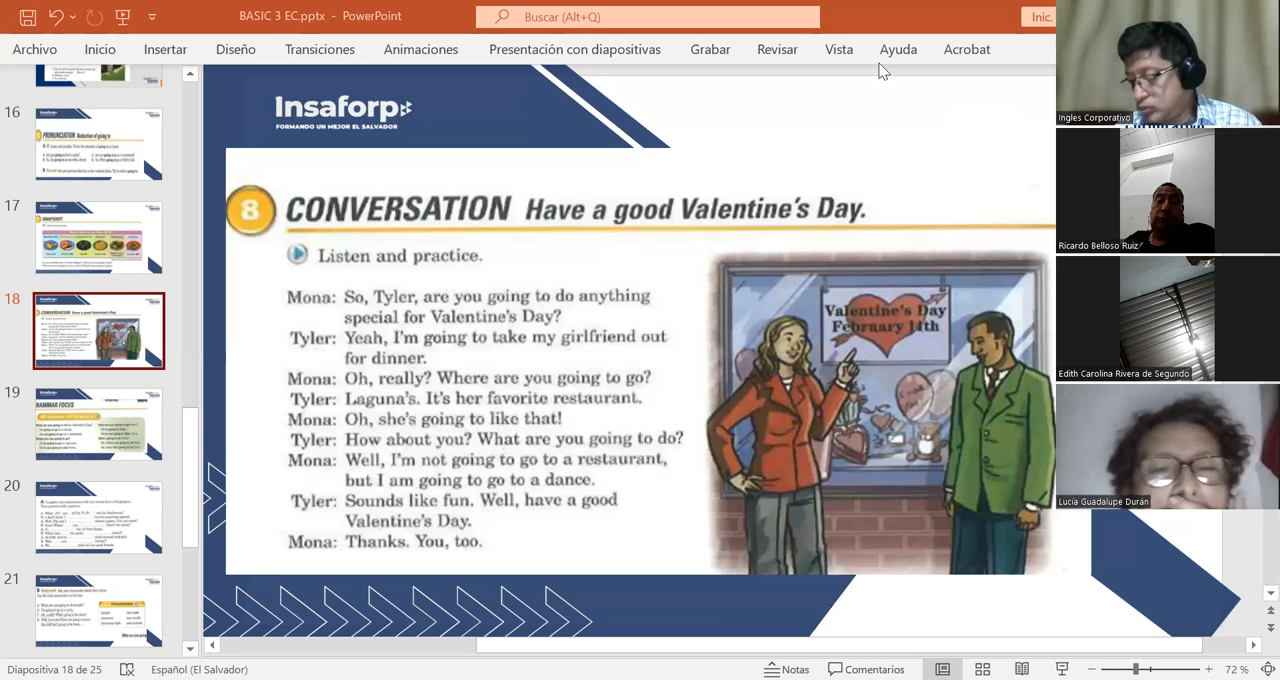 BASIC 3 EC.pptx - PowerPoint
Buscar (Alt+Q)
Inic.
Archivo Inicio Insertar Diseño Transiciones Animaciones Presentación con diapositivas Grabar Revisar Vista Ayuda Acrobat
16
PRONUNCIATION
17
SNAPSHOT
18
19
GRAMMAR FOCUS
20
21
Insaforp
FORMANDO UN MEJOR EL SALVADOR
8 CONVERSATION Have a good Valentine's Day.
Listen and practice.
Mona: So, Tyler, are you going to do anything
special for Valentine's Day?
Tyler: Yeah, I'm going to take my girlfriend out
for dinner.
Mona: Oh, really? Where are you going to go?
Tyler: Laguna's. It's her favorite restaurant.
Mona: Oh, she's going to like that!
Tyler: How about you? What are you going to do?
Mona: Well, I'm not going to go to a restaurant,
but I am going to go to a dance.
Tyler: Sounds like fun. Well, have a good
Valentine's Day.
Mona: Thanks. You, too.
Valentine's Day
February 14th
Ingles Corporativo
Ricardo Belloso Ruiz
Edith Carolina Rivera de Segundo
Lucía Guadalupe Durán
Diapositiva 18 de 25 Español (El Salvador) Notas Comentarios 72 %